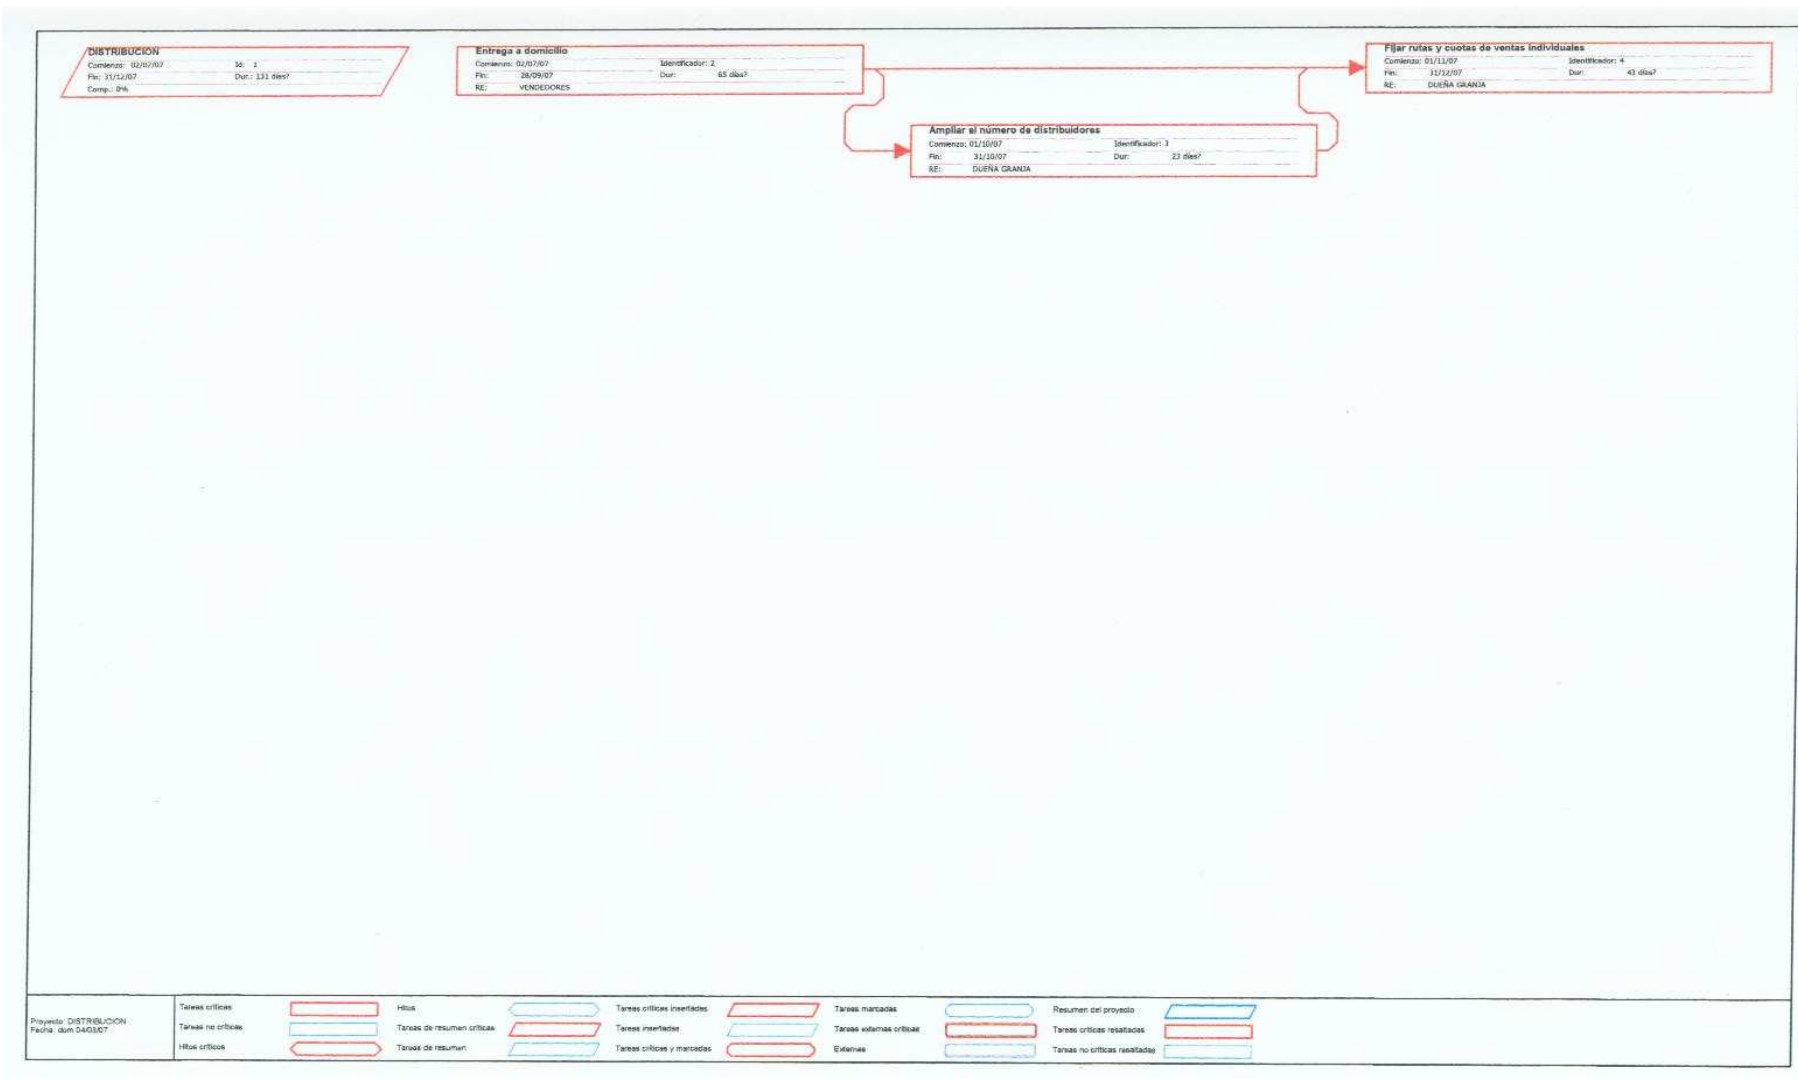 DISTRIBUCION
Comienzo: 02/07/07 Id: 1
Fin: 31/12/07 Dur.: 131 días?
Comp.: 0%
Entrega a domicilio
Comienzo: 02/07/07 Identificador: 2
Fin: 28/09/07 Dur: 65 días?
RE: VENDEDORES
Ampliar el número de distribuidores
Comienzo: 01/10/07 Identificador: 3
Fin: 31/10/07 Dur: 23 días?
RE: DUEÑA GRANJA
Fijar rutas y cuotas de ventas individuales
Comienzo: 01/11/07 Identificador: 4
Fin: 31/12/07 Dur: 43 días?
RE: DUEÑA GRANJA
Proyecto: DISTRIBUCION
Fecha: dom 04/03/07
Tareas críticas
Tareas no críticas
Hitos críticos
Hitos
Tareas de resumen críticas
Tareas de resumen
Tareas críticas insertadas
Tareas insertadas
Tareas críticas y marcadas
Tareas marcadas
Tareas externas críticas
Externas
Resumen del proyecto
Tareas críticas resaltadas
Tareas no críticas resaltadas